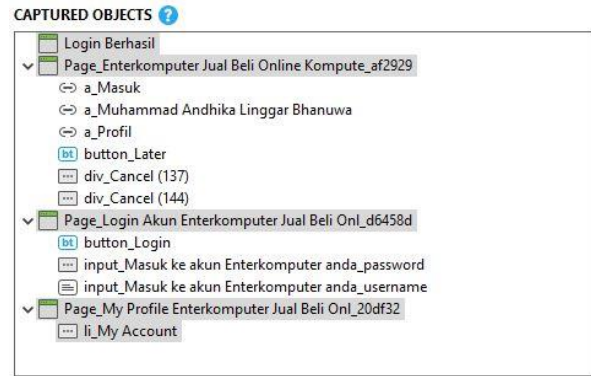 CAPTURED OBJECTS ?
Login Berhasil
Page_Enterkomputer Jual Beli Online Kompute_af2929
a_Masuk
a_Muhammad Andhika Linggar Bhanuwa
a_Profil
bt button_Later
div_Cancel (137)
div_Cancel (144)
Page_Login Akun Enterkomputer Jual Beli Onl_d6458d
bt button_Login
input_Masuk ke akun Enterkomputer anda_password
input_Masuk ke akun Enterkomputer anda_username
Page_My Profile Enterkomputer Jual Beli Onl_20df32
li_My Account